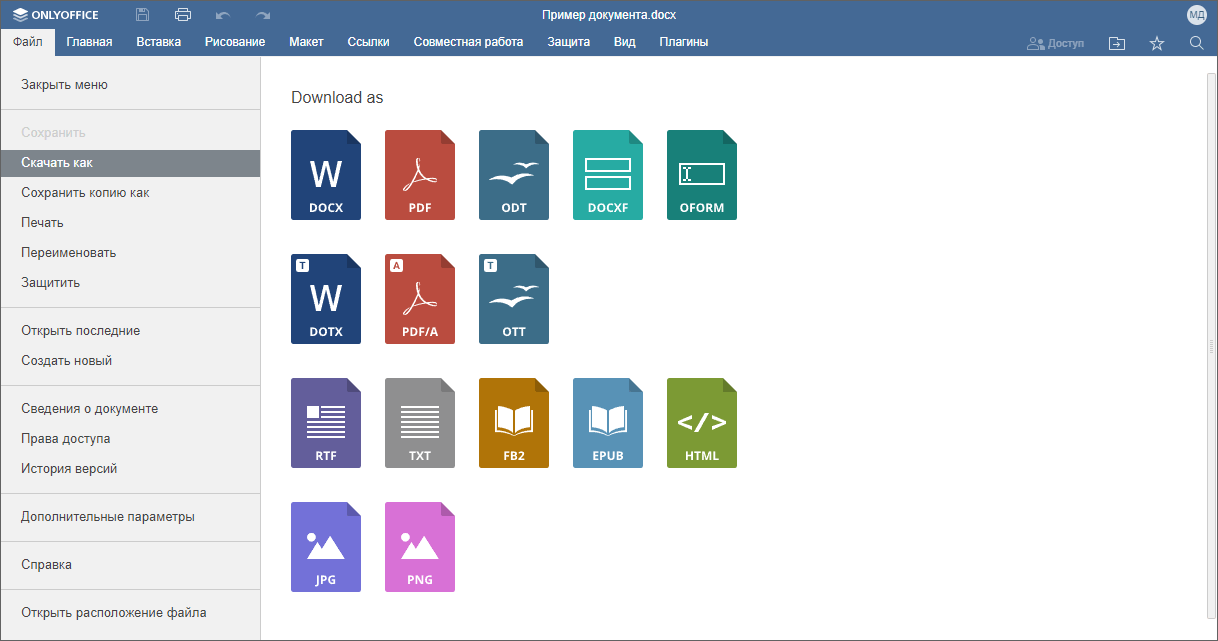 ONLYOFFICE
Пример документа.docx
МД
Файл Главная Вставка Рисование Макет Ссылки Совместная работа Защита Вид Плагины Доступ
Закрыть меню
Сохранить
Скачать как
Сохранить копию как
Печать
Переименовать
Защитить
Открыть последние
Создать новый
Сведения о документе
Права доступа
История версий
Дополнительные параметры
Справка
Открыть расположение файла
Download as
W
DOCX PDF ODT DOCXF OFORM
T A T
W
DOTX PDF/A OTT
</>
RTF TXT FB2 EPUB HTML
JPG PNG